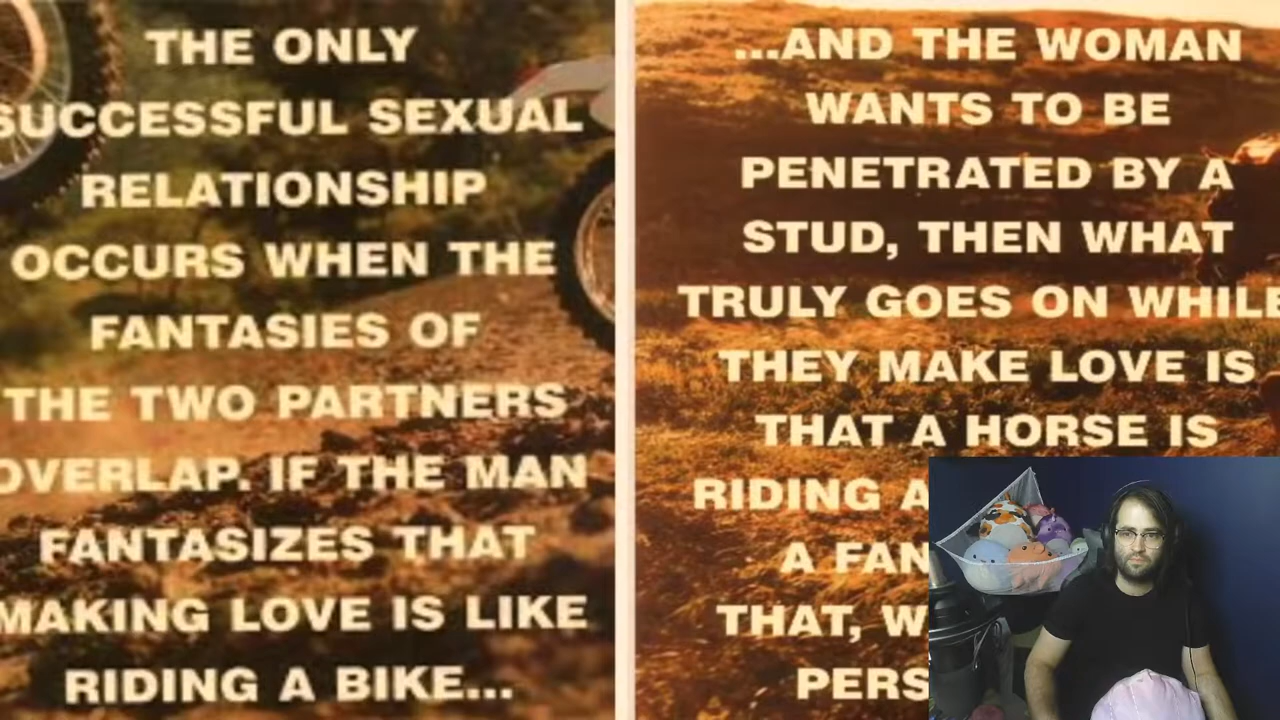 THE ONLY
SUCCESSFUL SEXUAL
RELATIONSHIP
OCCURS WHEN THE
FANTASIES OF
THE TWO PARTNERS
OVERLAP. IF THE MAN
FANTASIZES THAT
MAKING LOVE IS LIKE
RIDING A BIKE...
...AND THE WOMAN
WANTS TO BE
PENETRATED BY A
STUD, THEN WHAT
TRULY GOES ON WHILE
THEY MAKE LOVE IS
THAT A HORSE IS
RIDING A
A FAN
THAT, W
PERS